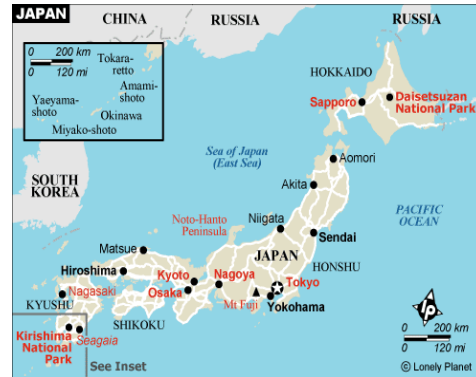 JAPAN
CHINA
RUSSIA
RUSSIA
0 200 km
0 120 mi
Tokara-
retto
Amami-
shoto
Yaeyama-
shoto
Okinawa
Miyako-shoto
HOKKAIDO
Sapporo
Daisetsuzan
National Park
Sea of Japan
(East Sea)
Aomori
SOUTH
KOREA
Akita
PACIFIC
OCEAN
Noto-Hanto
Peninsula
Niigata
Sendai
Matsue
JAPAN
HONSHU
Hiroshima
Kyoto
Nagoya
Tokyo
Nagasaki
Osaka
Mt Fuji
Yokohama
KYUSHU
SHIKOKU
Kirishima
National
Park
Seagaia
See Inset
lp
0 200 km
0 120 mi
© Lonely Planet